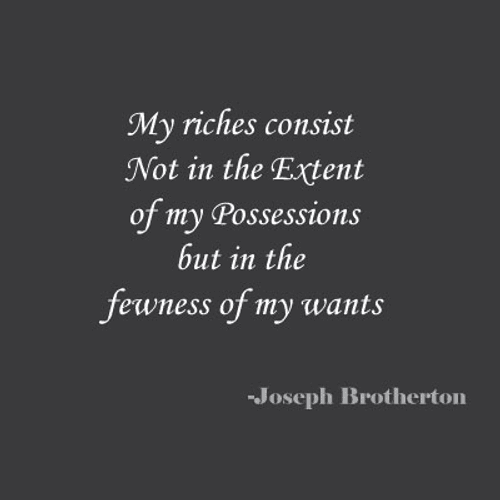 My riches consist
Not in the Extent
of my Possessions
but in the
fewness of my wants
-Joseph Brotherton